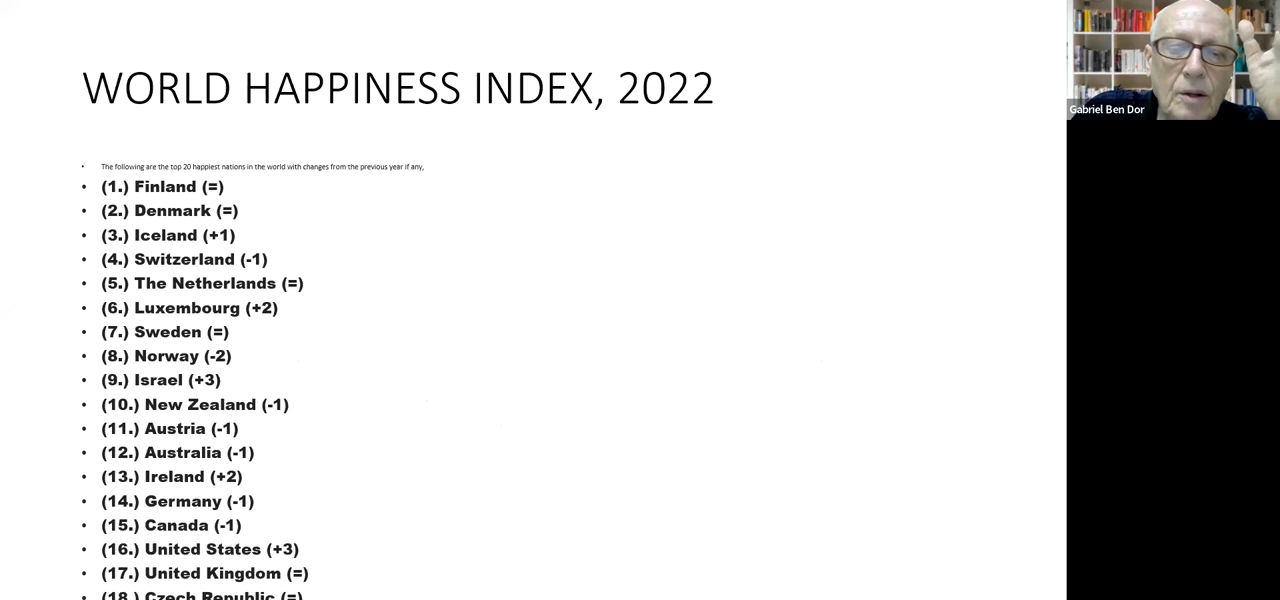 WORLD HAPPINESS INDEX, 2022
• The following are the top 20 happiest nations in the world with changes from the previous year if any,
• (1.) Finland (=)
• (2.) Denmark (=)
• (3.) Iceland (+1)
• (4.) Switzerland (-1)
• (5.) The Netherlands (=)
• (6.) Luxembourg (+2)
• (7.) Sweden (=)
• (8.) Norway (-2)
• (9.) Israel (+3)
• (10.) New Zealand (-1)
• (11.) Austria (-1)
• (12.) Australia (-1)
• (13.) Ireland (+2)
• (14.) Germany (-1)
• (15.) Canada (-1)
• (16.) United States (+3)
• (17.) United Kingdom (=)
• (18.) Czech Republic (=)
Gabriel Ben Dor